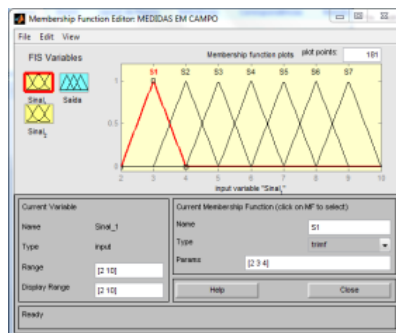 Membership Function Editor: MEDIDAS EM CAMPO
File Edit View
FIS Variables
Membership function plots
plot points:
181
Sinal_1
Saída
Sinal_2
S1 S2 S3 S4 S5 S6 S7
1
0.5
0
2 3 4 5 6 7 8 9 10
input variable "Sinal_1"
Current Variable
Name Sinal_1
Type input
Range [2 10]
Display Range [2 10]
Current Membership Function (click on MF to select)
Name S1
Type trimf
Params [2 3 4]
Help Close
Ready